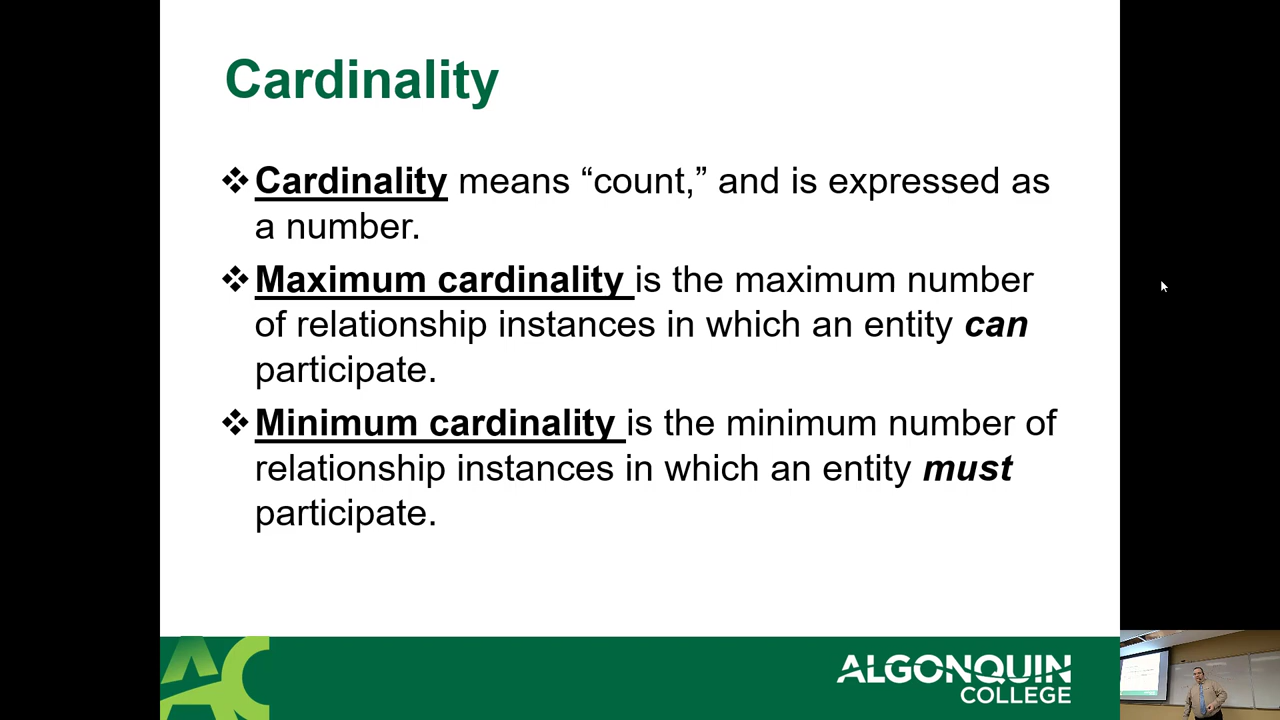 Cardinality
❖Cardinality means “count,” and is expressed as
a number.
❖Maximum cardinality is the maximum number
of relationship instances in which an entity can
participate.
❖Minimum cardinality is the minimum number of
relationship instances in which an entity must
participate.
AC
ALGONQUIN
COLLEGE